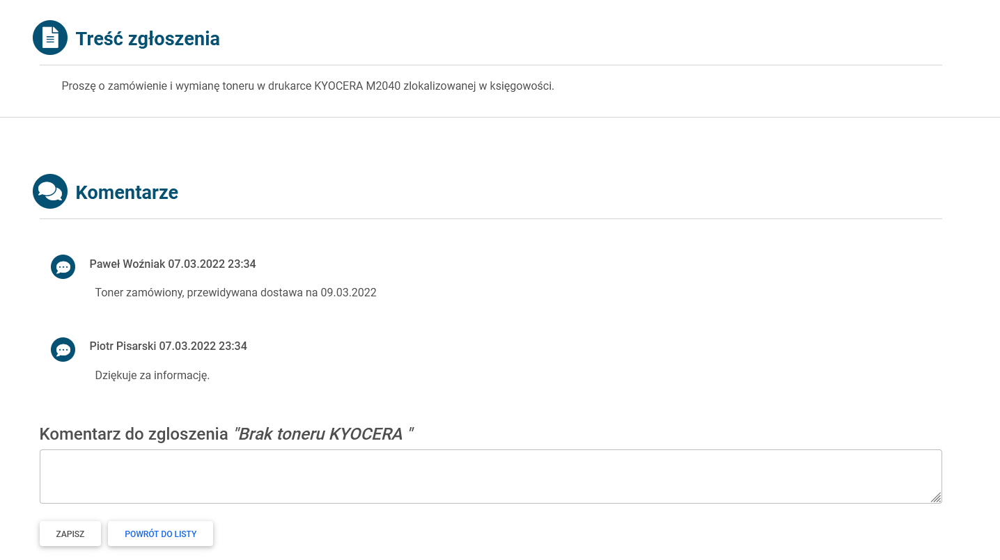 Treść zgłoszenia
Proszę o zamówienie i wymianę toneru w drukarce KYOCERA M2040 zlokalizowanej w księgowości.
Komentarze
Paweł Woźniak 07.03.2022 23:34
Toner zamówiony, przewidywana dostawa na 09.03.2022
Piotr Pisarski 07.03.2022 23:34
Dziękuje za informację.
Komentarz do zgloszenia "Brak toneru KYOCERA "
ZAPISZ
POWRÓT DO LISTY